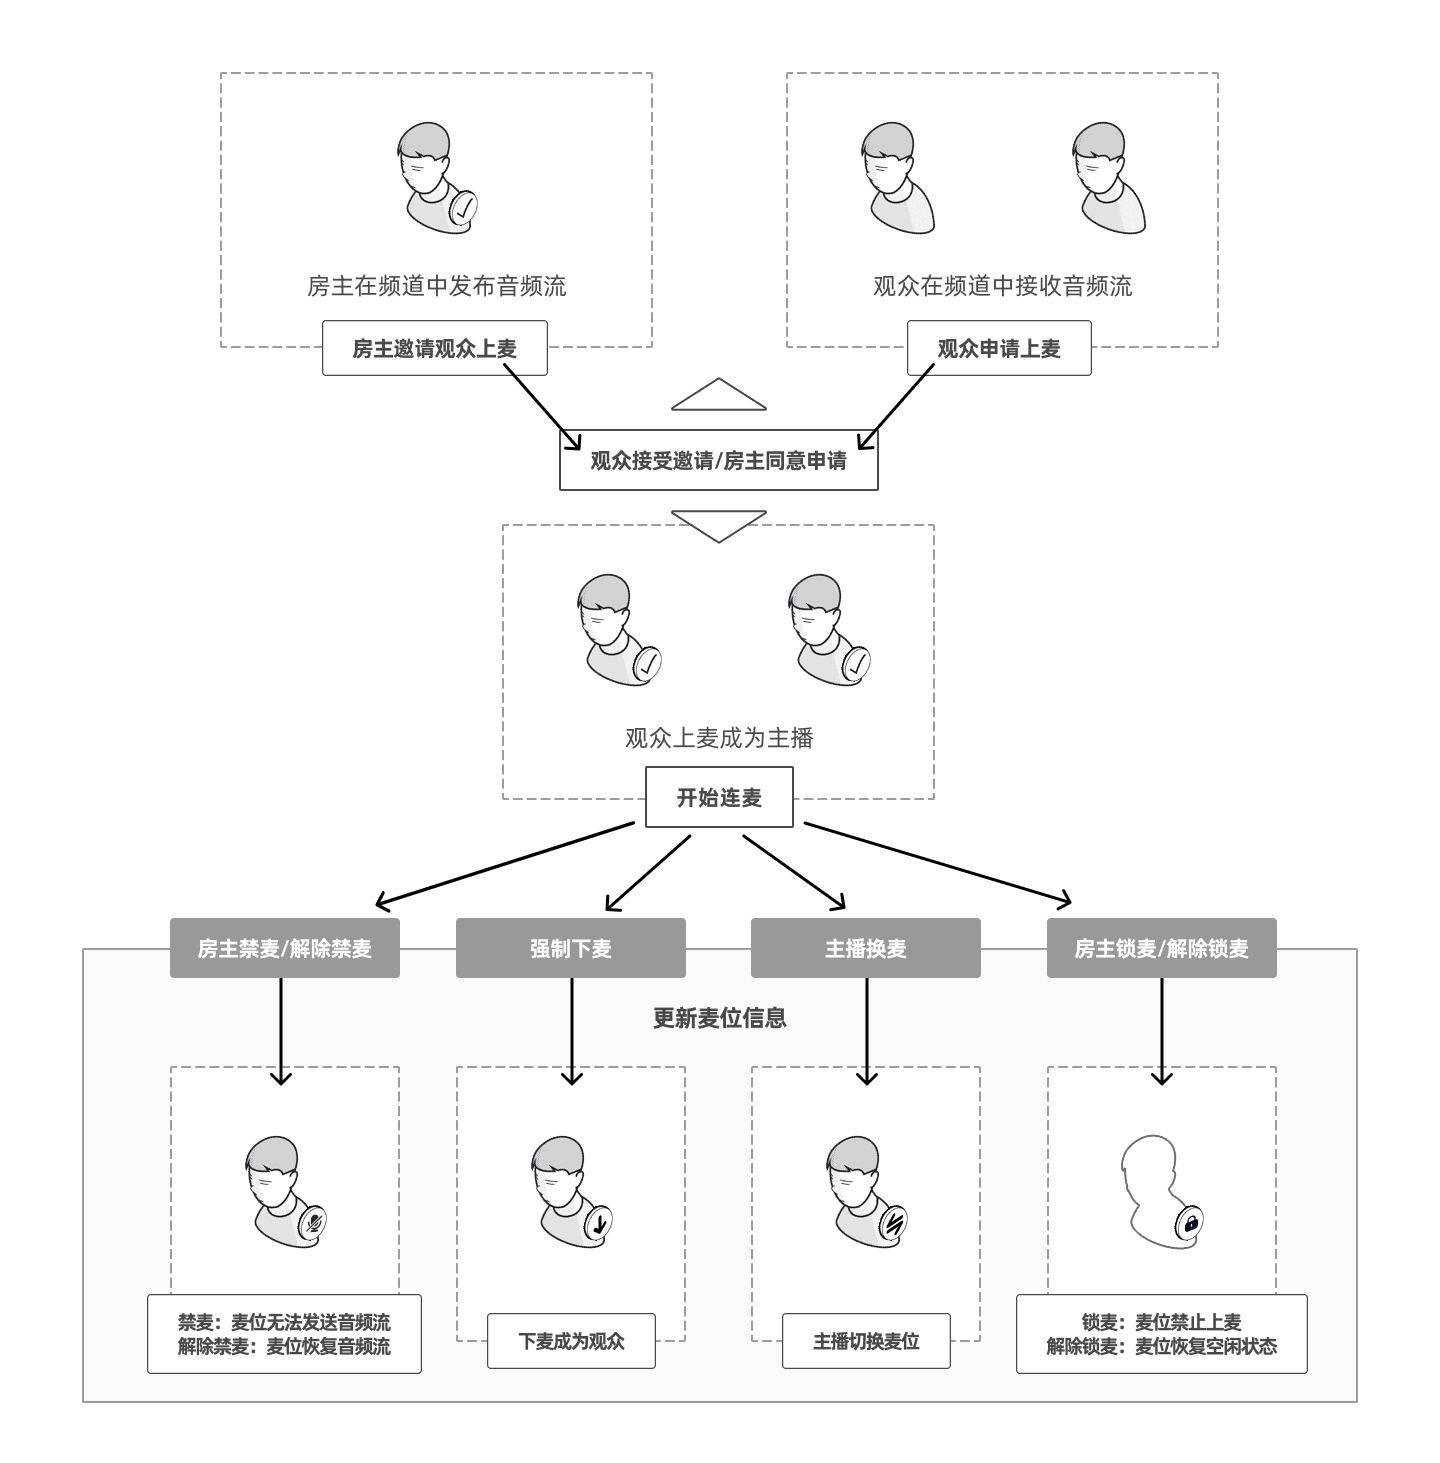 房主在频道中发布音频流
观众在频道中接收音频流
房主邀请观众上麦
观众申请上麦
观众接受邀请/房主同意申请
观众上麦成为主播
开始连麦
房主禁麦/解除禁麦
强制下麦
主播换麦
房主锁麦/解除锁麦
更新麦位信息
禁麦：麦位无法发送音频流
解除禁麦：麦位恢复音频流
下麦成为观众
主播切换麦位
锁麦：麦位禁止上麦
解除锁麦：麦位恢复空闲状态